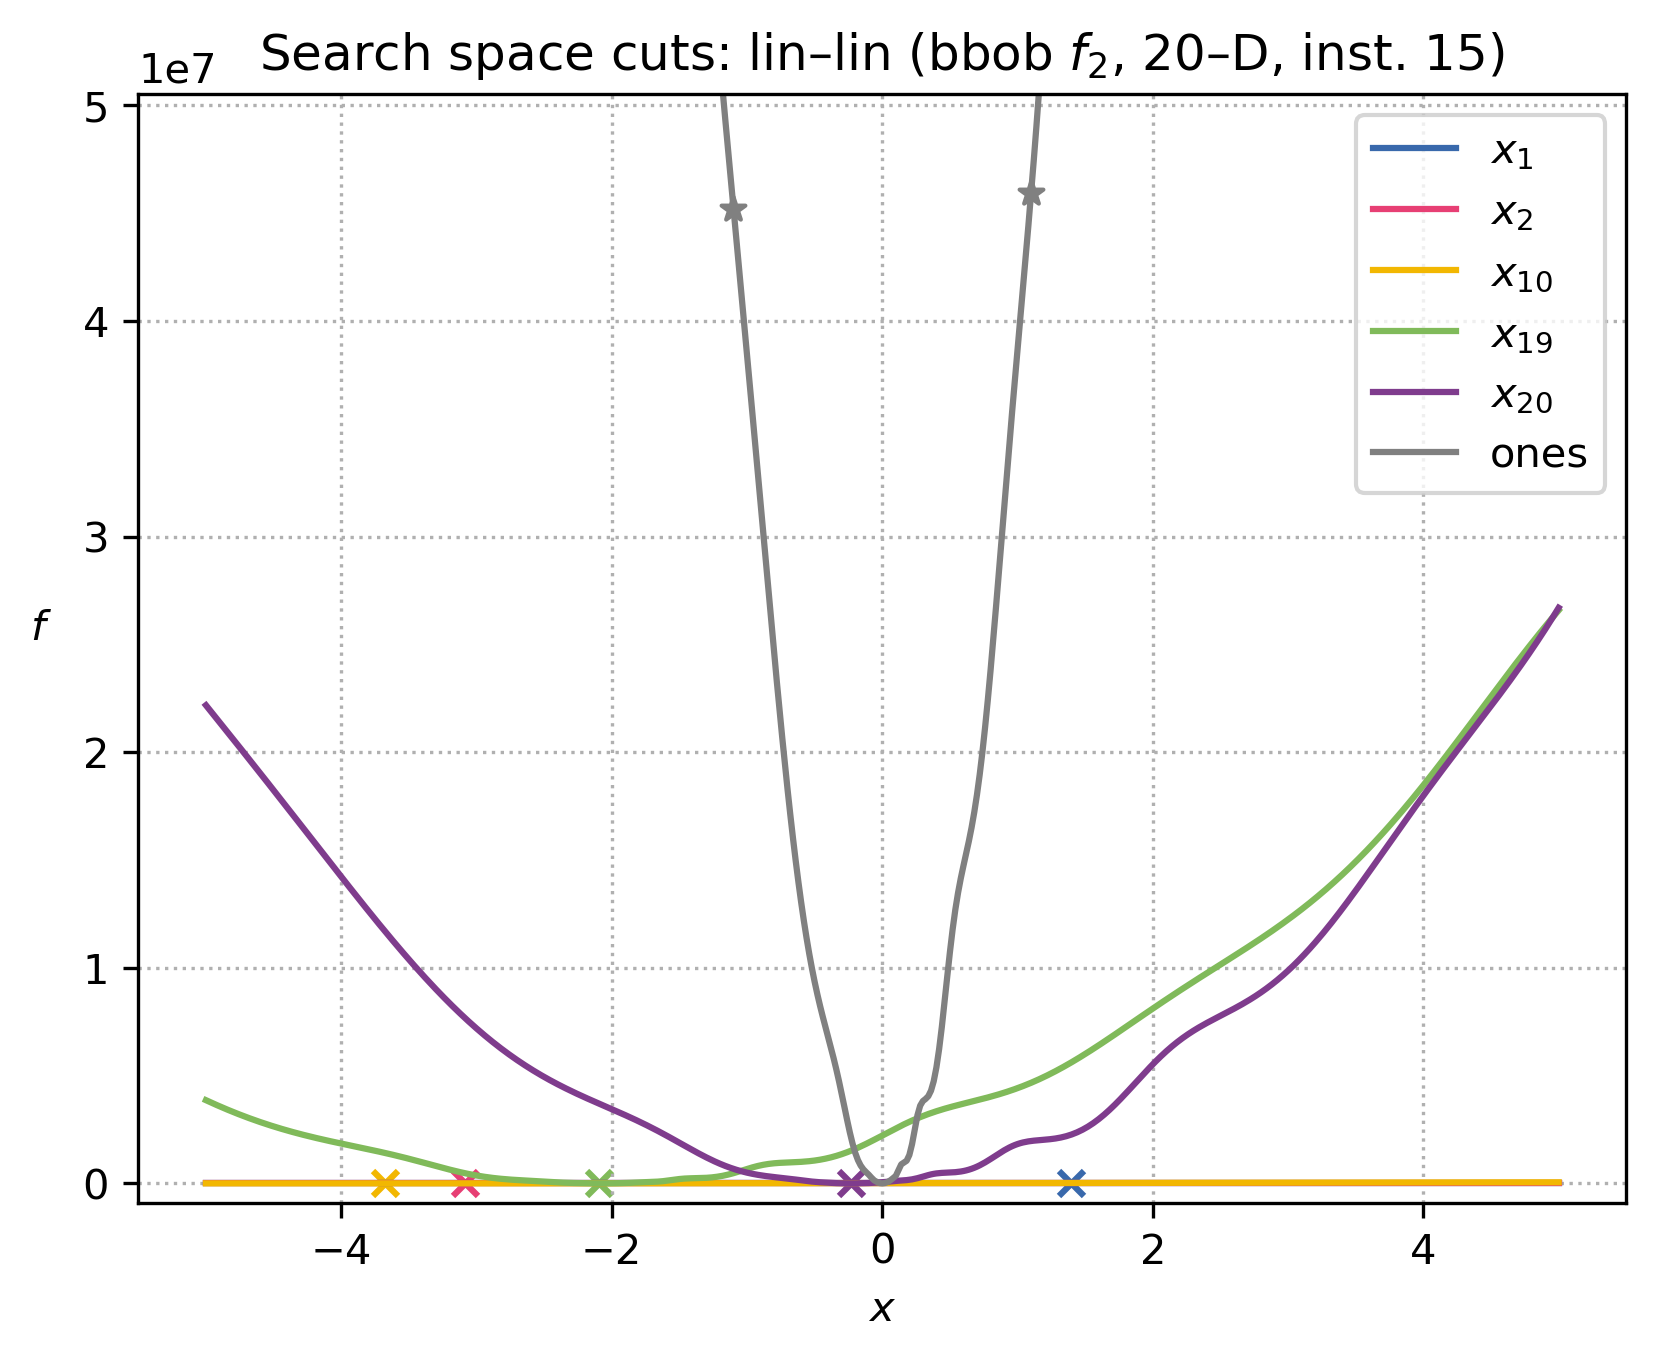 Search space cuts: lin–lin (bbob f₂, 20–D, inst. 15)
1e7
5
4
3
2
1
0
f
−4
−2
0
2
4
x
x₁
x₂
x₁₀
x₁₉
x₂₀
ones